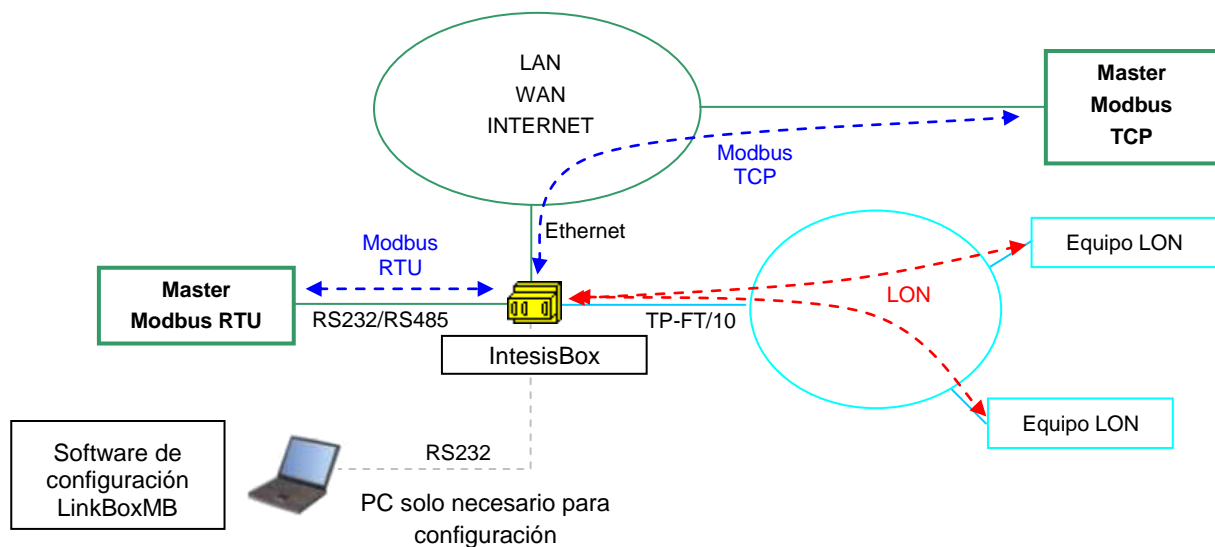 LAN
WAN
INTERNET
Master
Modbus
TCP
Modbus
TCP
Ethernet
Equipo LON
Modbus
RTU
Master
Modbus RTU
RS232/RS485
TP-FT/10
LON
IntesisBox
Equipo LON
Software de
configuración
LinkBoxMB
RS232
PC solo necesario para
configuración